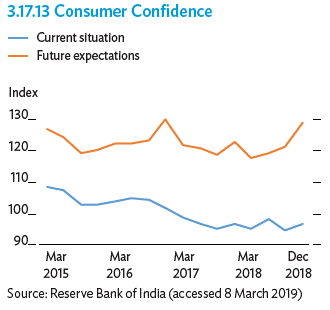 3.17.13 Consumer Confidence
Current situation
Future expectations
Index
130
120
110
100
90
Mar Mar Mar Mar Dec
2015 2016 2017 2018 2018
Source: Reserve Bank of India (accessed 8 March 2019)